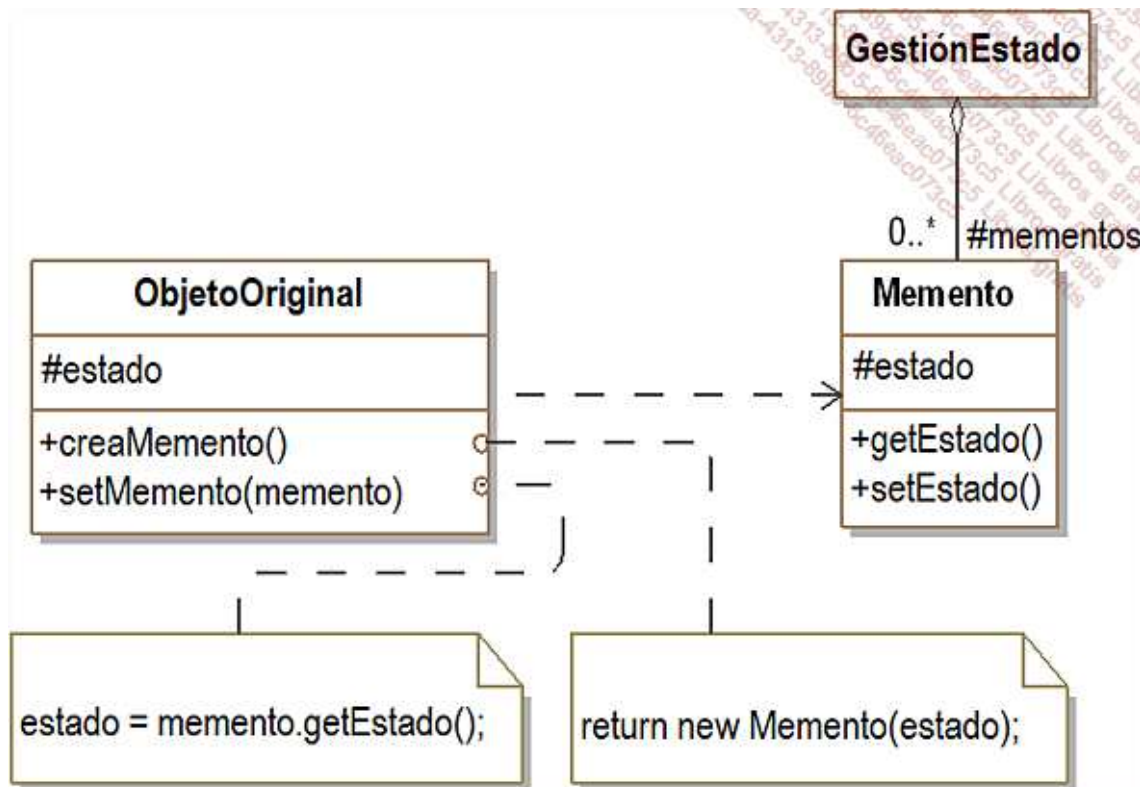 GestiónEstado
0..* #mementos
ObjetoOriginal
#estado
+creaMemento()
+setMemento(memento)
Memento
#estado
+getEstado()
+setEstado()
estado = memento.getEstado();
return new Memento(estado);